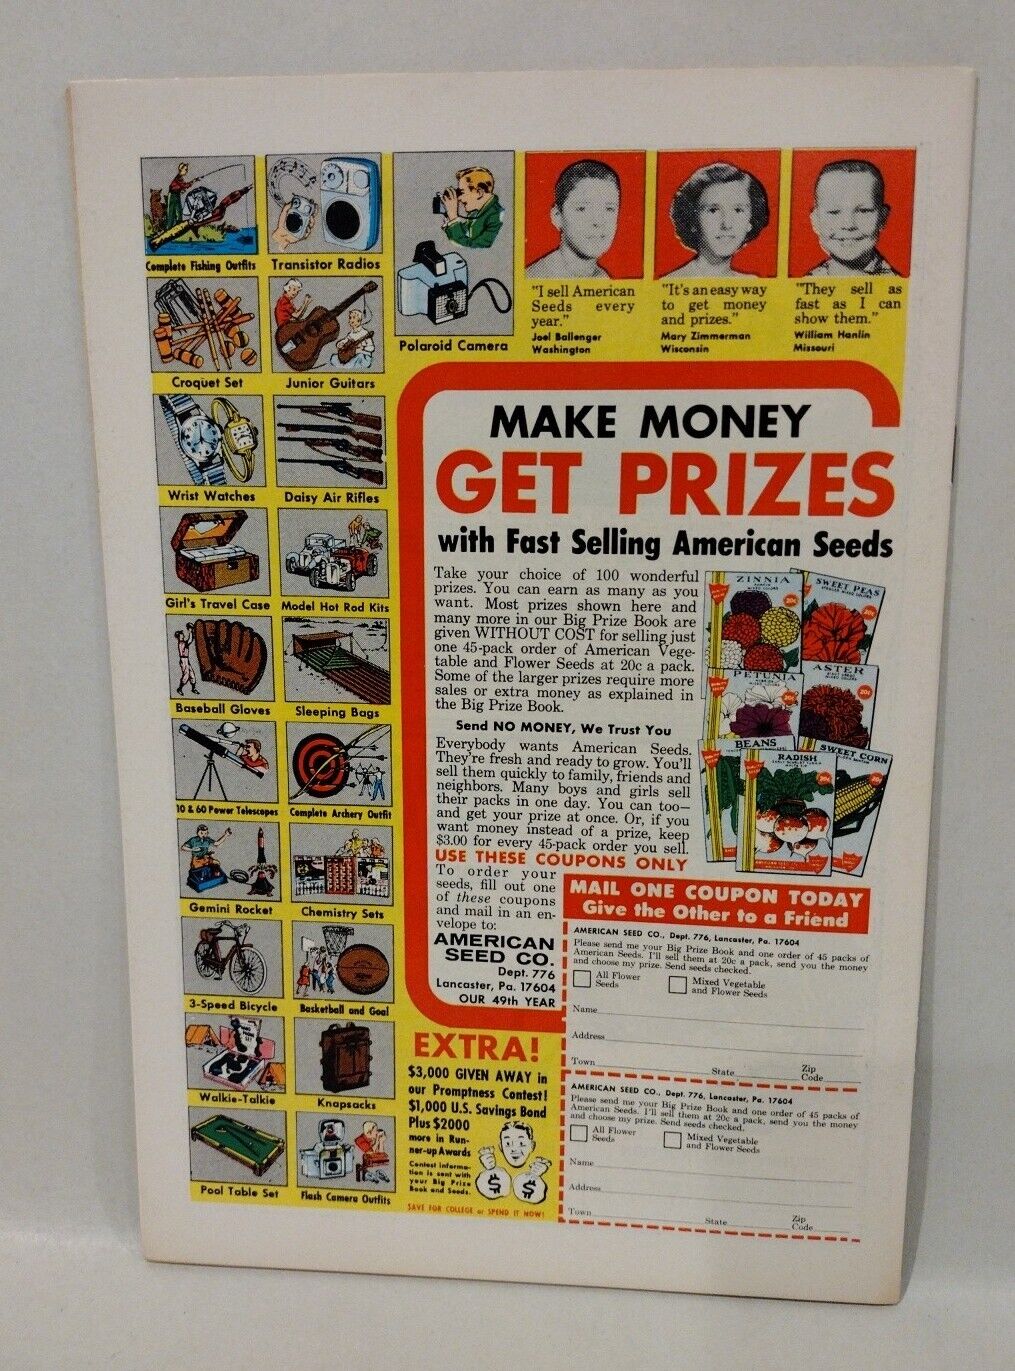 Complete Fishing Outfits
Transistor Radios
Polaroid Camera
Croquet Set
Junior Guitars
Wrist Watches
Daisy Air Rifles
Girl's Travel Case
Model Hot Rod Kits
Baseball Gloves
Sleeping Bags
10 & 60 Power Telescopes
Complete Archery Outfit
Gemini Rocket
Chemistry Sets
3-Speed Bicycle
Basketball and Goal
Walkie-Talkie
Knapsacks
Pool Table Set
Flash Camera Outfits
"I sell American
Seeds every
year."
Joel Ballenger
Washington
"It's an easy way
to get money
and prizes."
Mary Zimmerman
Wisconsin
"They sell as
fast as I can
show them."
William Hanlin
Missouri
MAKE MONEY
GET PRIZES
with Fast Selling American Seeds
Take your choice of 100 wonderful
prizes. You can earn as many as you
want. Most prizes shown here and
many more in our Big Prize Book are
given WITHOUT COST for selling just
one 45-pack order of American Vege-
table and Flower Seeds at 20c a pack.
Some of the larger prizes require more
sales or extra money as explained in
the Big Prize Book.
Send NO MONEY, We Trust You
Everybody wants American Seeds.
They're fresh and ready to grow. You'll
sell them quickly to family, friends and
neighbors. Many boys and girls sell
their packs in one day. You can too—
and get your prize at once. Or, if you
want money instead of a prize, keep
$3.00 for every 45-pack order you sell.
USE THESE COUPONS ONLY
To order your
seeds, fill out one
of these coupons
and mail in an en-
velope to:
AMERICAN
SEED CO.
Dept. 776
Lancaster, Pa. 17604
OUR 49th YEAR
ZINNIA
20c
SWEET PEAS
20c
PETUNIA
20c
ASTER
20c
BEANS
RADISH
20c
SWEET CORN
20c
MAIL ONE COUPON TODAY
Give the Other to a Friend
AMERICAN SEED CO., Dept. 776, Lancaster, Pa. 17604
Please send me your Big Prize Book and one order of 45 packs of
American Seeds. I'll sell them at 20c a pack, send you the money
and choose my prize. Send seeds checked.
All Flower
Seeds
Mixed Vegetable
and Flower Seeds
Name
Address
Town State Zip
Code
AMERICAN SEED CO., Dept. 776, Lancaster, Pa. 17604
Please send me your Big Prize Book and one order of 45 packs of
American Seeds. I'll sell them at 20c a pack, send you the money
and choose my prize. Send seeds checked.
All Flower
Seeds
Mixed Vegetable
and Flower Seeds
Name
Address
Town State Zip
Code
EXTRA!
$3,000 GIVEN AWAY in
our Promptness Contest!
$1,000 U.S. Savings Bond
Plus $2000
more in Run-
ner-up Awards
Contest informa-
tion is sent with
your Big Prize
Book and Seeds.
$ $
SAVE FOR COLLEGE or SPEND IT NOW!